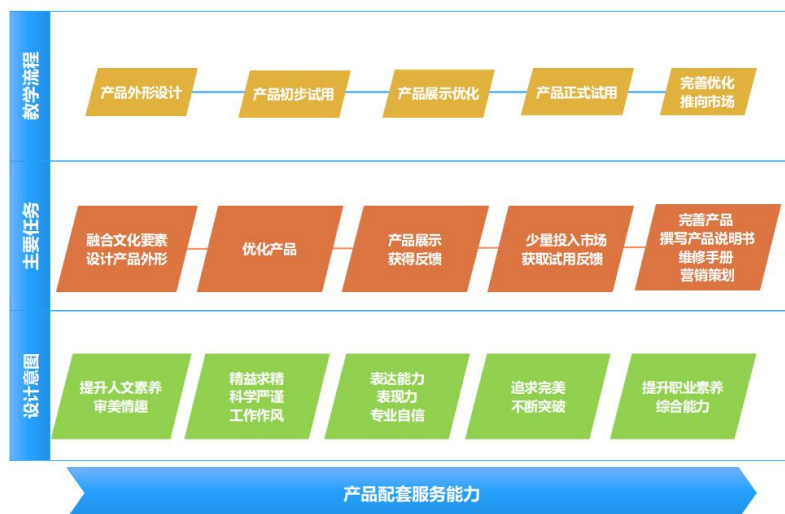 教学流程
产品外形设计
产品初步试用
产品展示优化
产品正式试用
完善优化
推向市场
主要任务
融合文化要素
设计产品外形
优化产品
产品展示
获得反馈
少量投入市场
获取试用反馈
完善产品
撰写产品说明书
维修手册
营销策划
设计意图
提升人文素养
审美情趣
精益求精
科学严谨
工作作风
表达能力
表现力
专业自信
追求完美
不断突破
提升职业素养
综合能力
产品配套服务能力